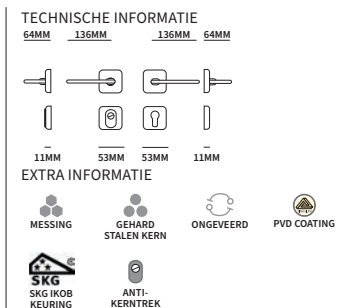 TECHNISCHE INFORMATIE
64MM 136MM 136MM 64MM
11MM 53MM 53MM 11MM
EXTRA INFORMATIE
MESSING
GEHARD
STALEN KERN
ONGEVEERD
PVD COATING
SKG
SKG IKOB
KEURING
ANTI-
KERNTREK